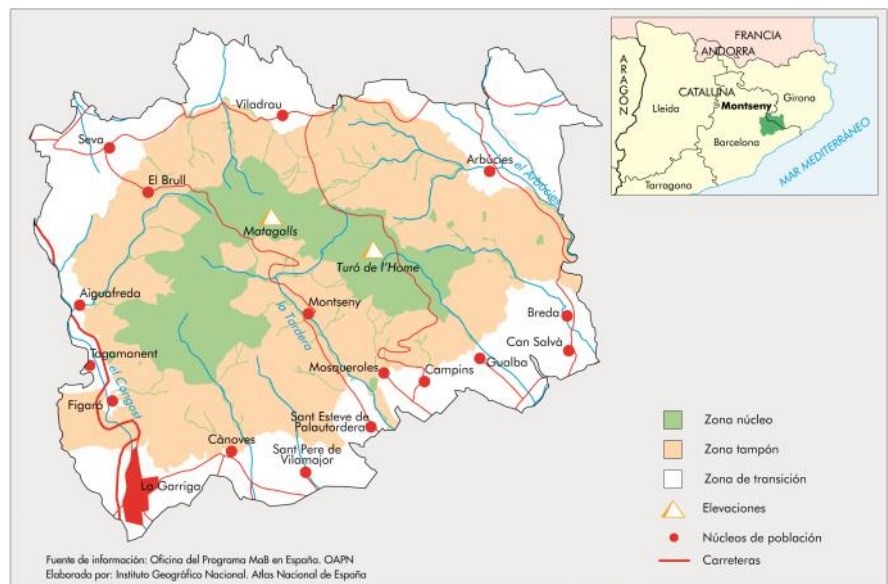 Viladrau
Seva
El Brull
Arbúcies
el Arbúcies
Matagalls
Turó de l'Home
Aiguafreda
Montseny
la Tordera
Breda
Can Salvà
Tagamanent
el Congost
Mosqueroles
Campins
Gualba
Figaró
Sant Esteve de
Palautordera
Cànoves
Sant Pere de
Vilamajor
La Garriga
FRANCIA
ANDORRA
ARAGÓN
CATALUÑA
Montseny
Girona
Lleida
Barcelona
Tarragona
MAR MEDITERRÁNEO
Zona núcleo
Zona tampón
Zona de transición
Elevaciones
Núcleos de población
Carreteras
Fuente de información: Oficina del Programa MaB en España. OAPN
Elaborado por: Instituto Geográfico Nacional. Atlas Nacional de España